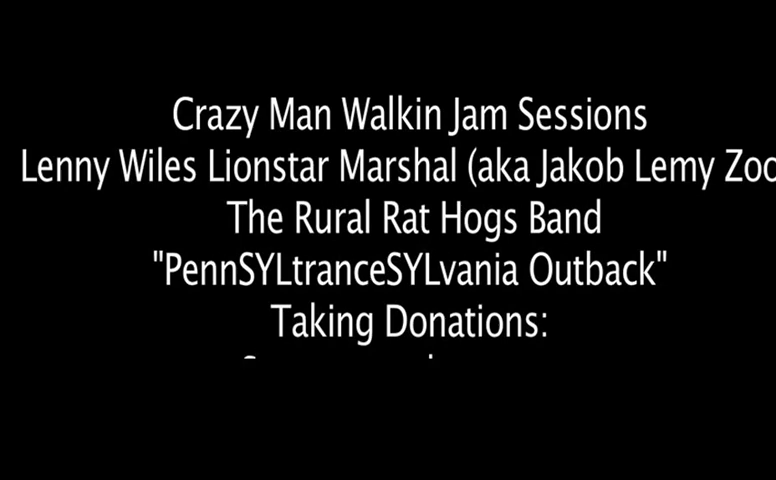 Crazy Man Walkin Jam Sessions
Lenny Wiles Lionstar Marshal (aka Jakob Lemy
The Rural Rat Hogs Band
"PennSYLtranceSYLvania Outback"
Taking Donations: